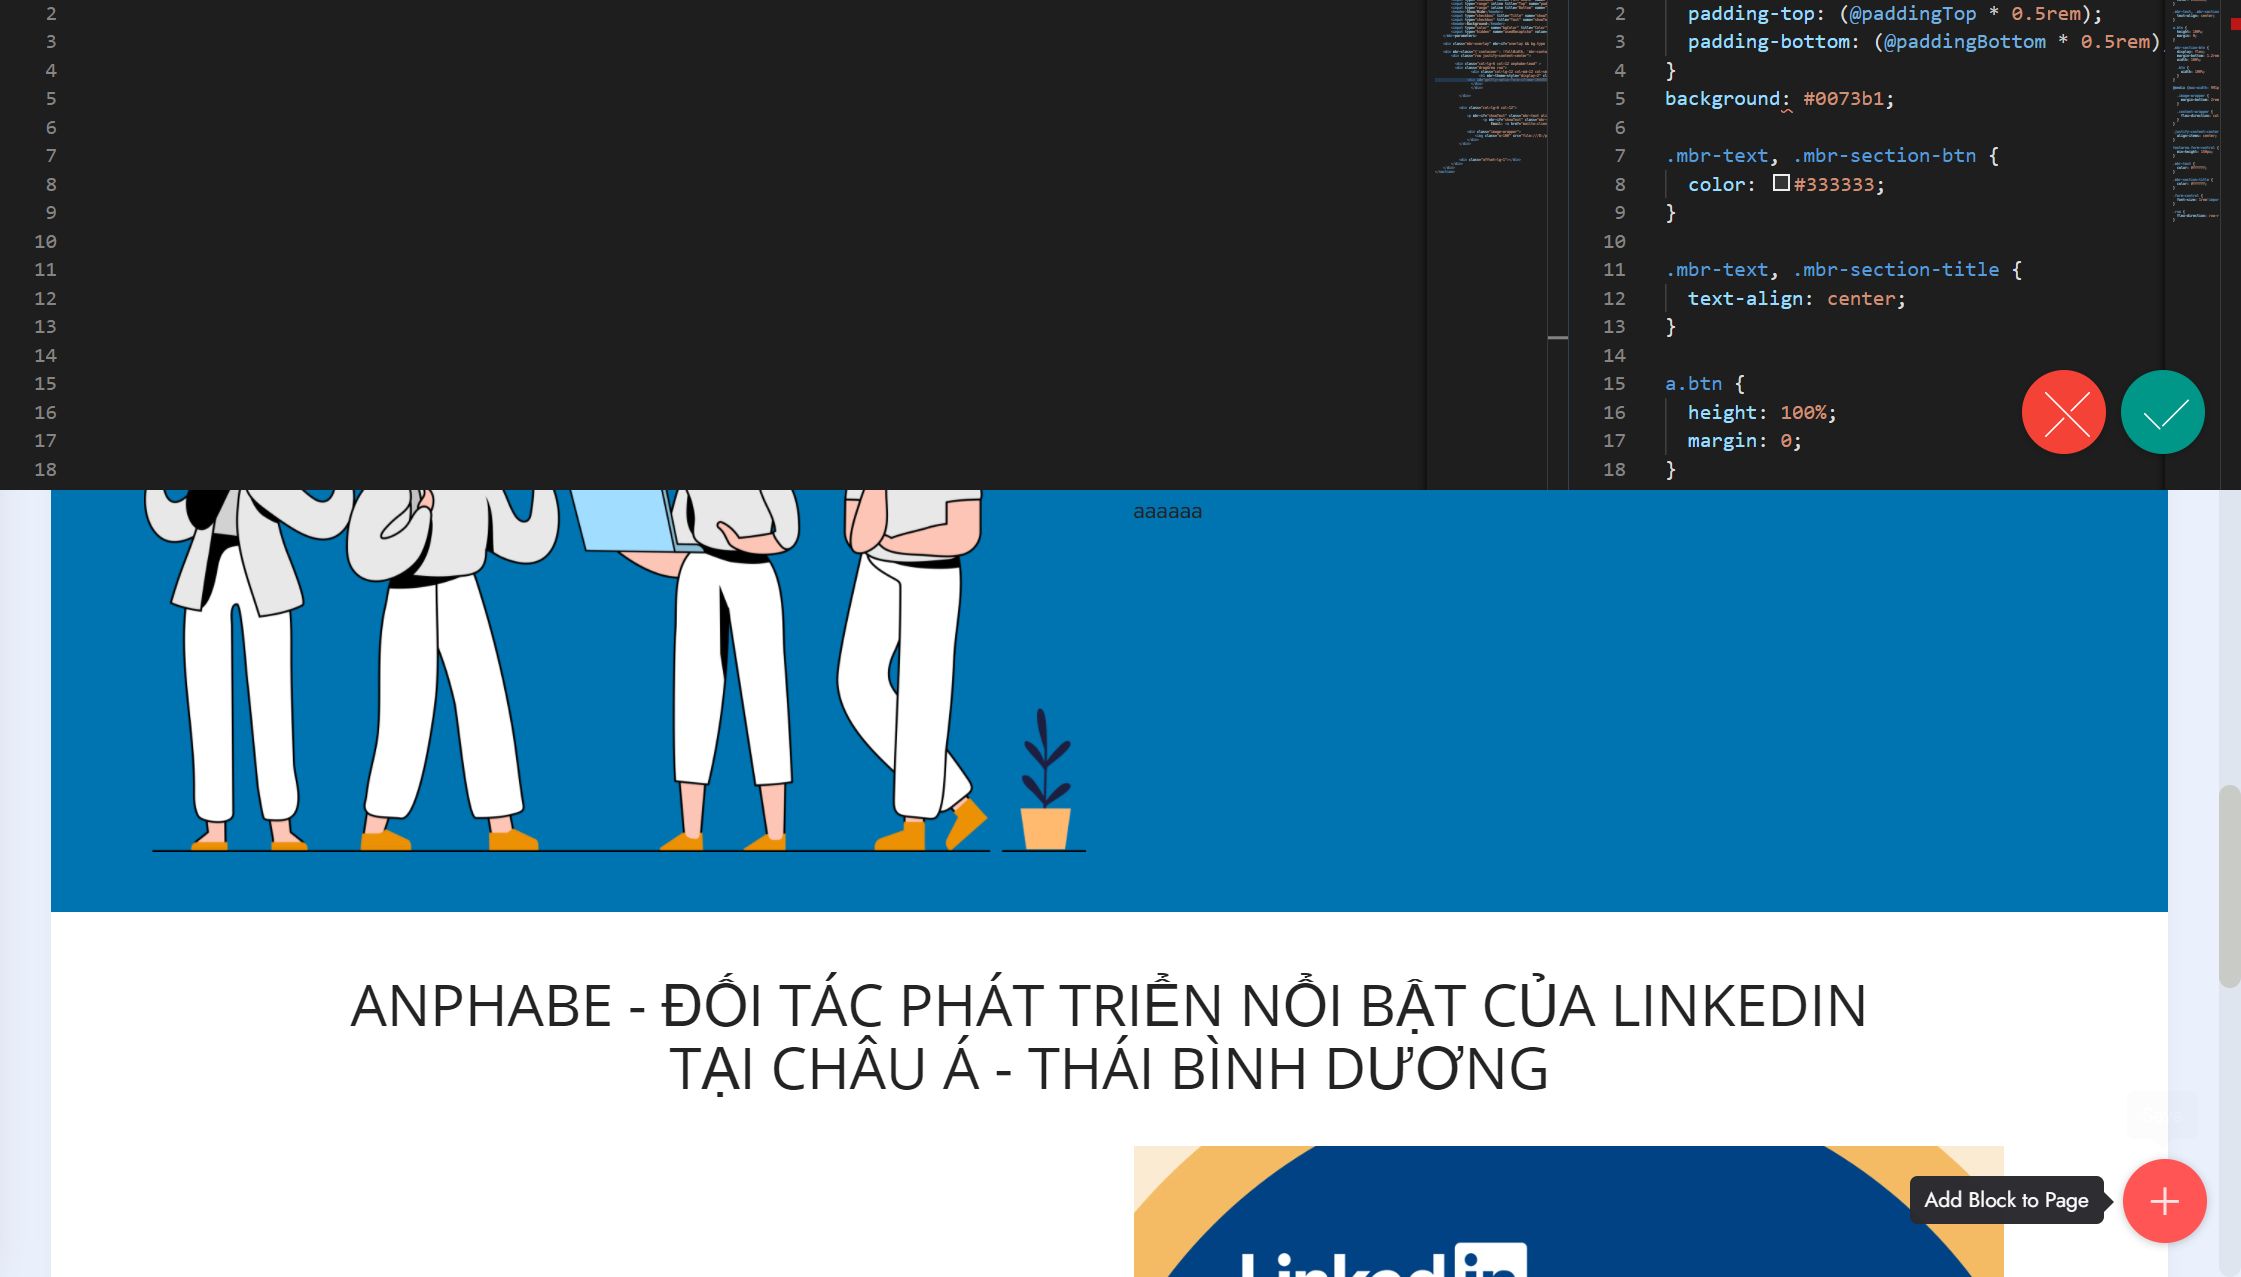 2
3
4
5
6
7
8
9
10
11
12
13
14
15
16
17
18
2 padding-top: (@paddingTop * 0.5rem);
3 padding-bottom: (@paddingBottom * 0.5rem)
4 }
5 background: #0073b1;
6
7 .mbr-text, .mbr-section-btn {
8 color: #333333;
9 }
10
11 .mbr-text, .mbr-section-title {
12 text-align: center;
13 }
14
15 a.btn {
16 height: 100%;
17 margin: 0;
18 }
aaaaaa
ANPHABE - ĐỐI TÁC PHÁT TRIỂN NỔI BẬT CỦA LINKEDIN
TẠI CHÂU Á - THÁI BÌNH DƯƠNG
Add Block to Page
Linked in